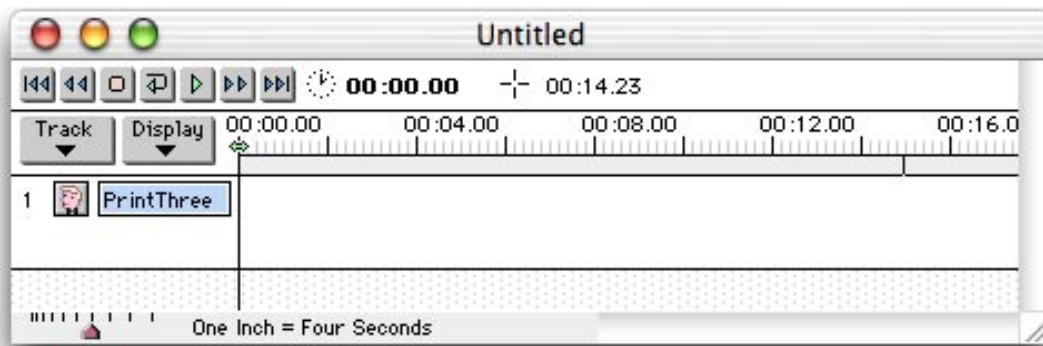 Untitled
00:00.00 00:14.23
Track Display 00:00.00 00:04.00 00:08.00 00:12.00 00:16.0
1 PrintThree
One Inch = Four Seconds